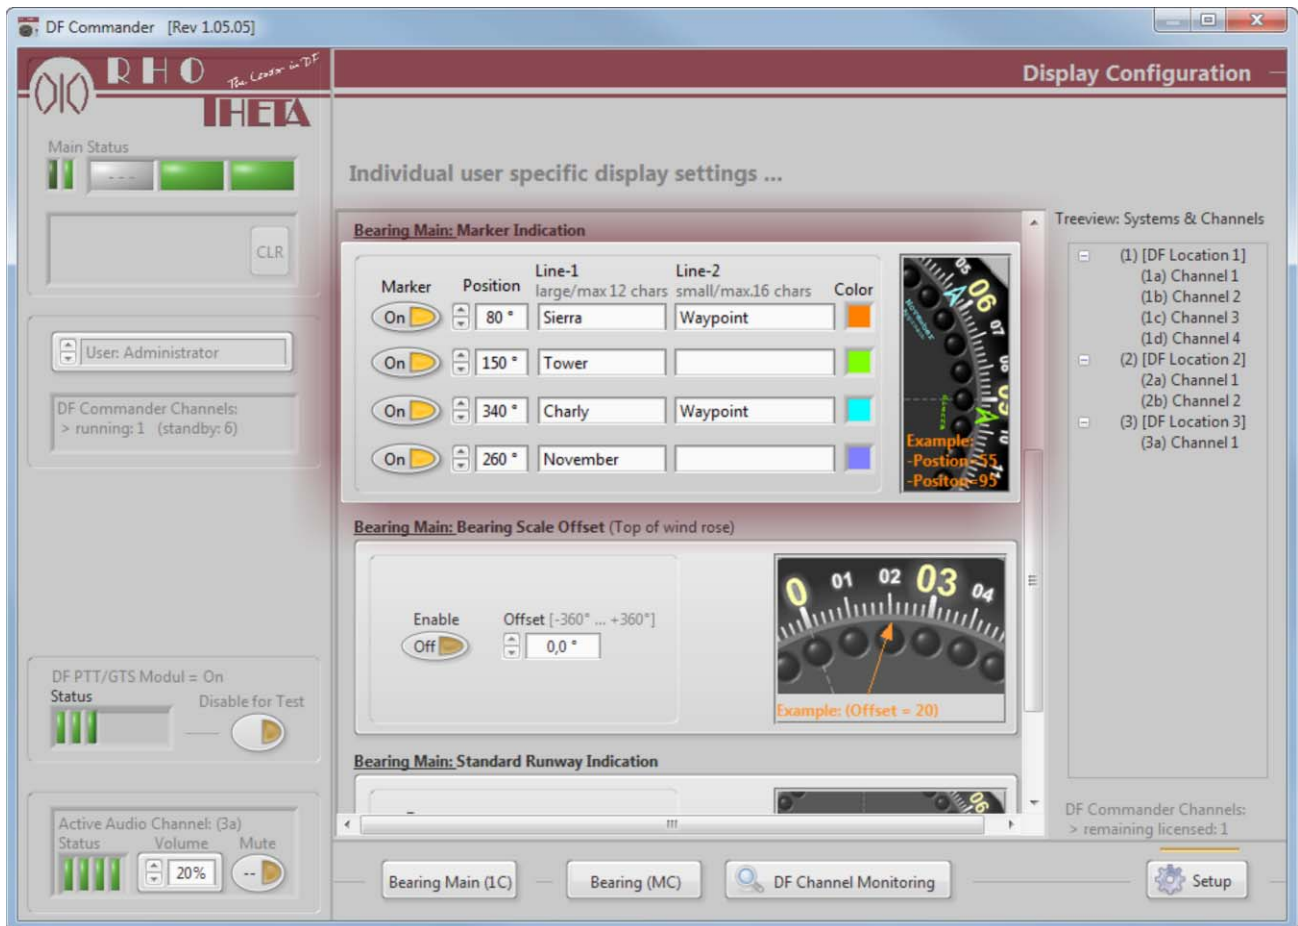 DF Commander [Rev 1.05.05]
RHO
The Leader in DF
THETA
Display Configuration
Main Status
- - -
CLR
User: Administrator
DF Commander Channels:
> running: 1 (standby: 6)
DF PTT/GTS Modul = On
Status
Disable for Test
Active Audio Channel: (3a)
Status Volume Mute
20% --
Individual user specific display settings ...
Bearing Main: Marker Indication
Line-1 Line-2
Marker Position large/max 12 chars small/max.16 chars Color
On 80 ° Sierra Waypoint
On 150 ° Tower
On 340 ° Charly Waypoint
On 260 ° November
05
06
07
08
10
11
November
Example:
-Postion=55
-Positon=95
Bearing Main: Bearing Scale Offset (Top of wind rose)
Enable Offset [-360° ... +360°]
Off 0,0 °
0 01 02 03 04
Example: (Offset = 20)
Bearing Main: Standard Runway Indication
06
Treeview: Systems & Channels
(1) [DF Location 1]
(1a) Channel 1
(1b) Channel 2
(1c) Channel 3
(1d) Channel 4
(2) [DF Location 2]
(2a) Channel 1
(2b) Channel 2
(3) [DF Location 3]
(3a) Channel 1
DF Commander Channels:
> remaining licensed: 1
Bearing Main (1C) Bearing (MC) DF Channel Monitoring Setup